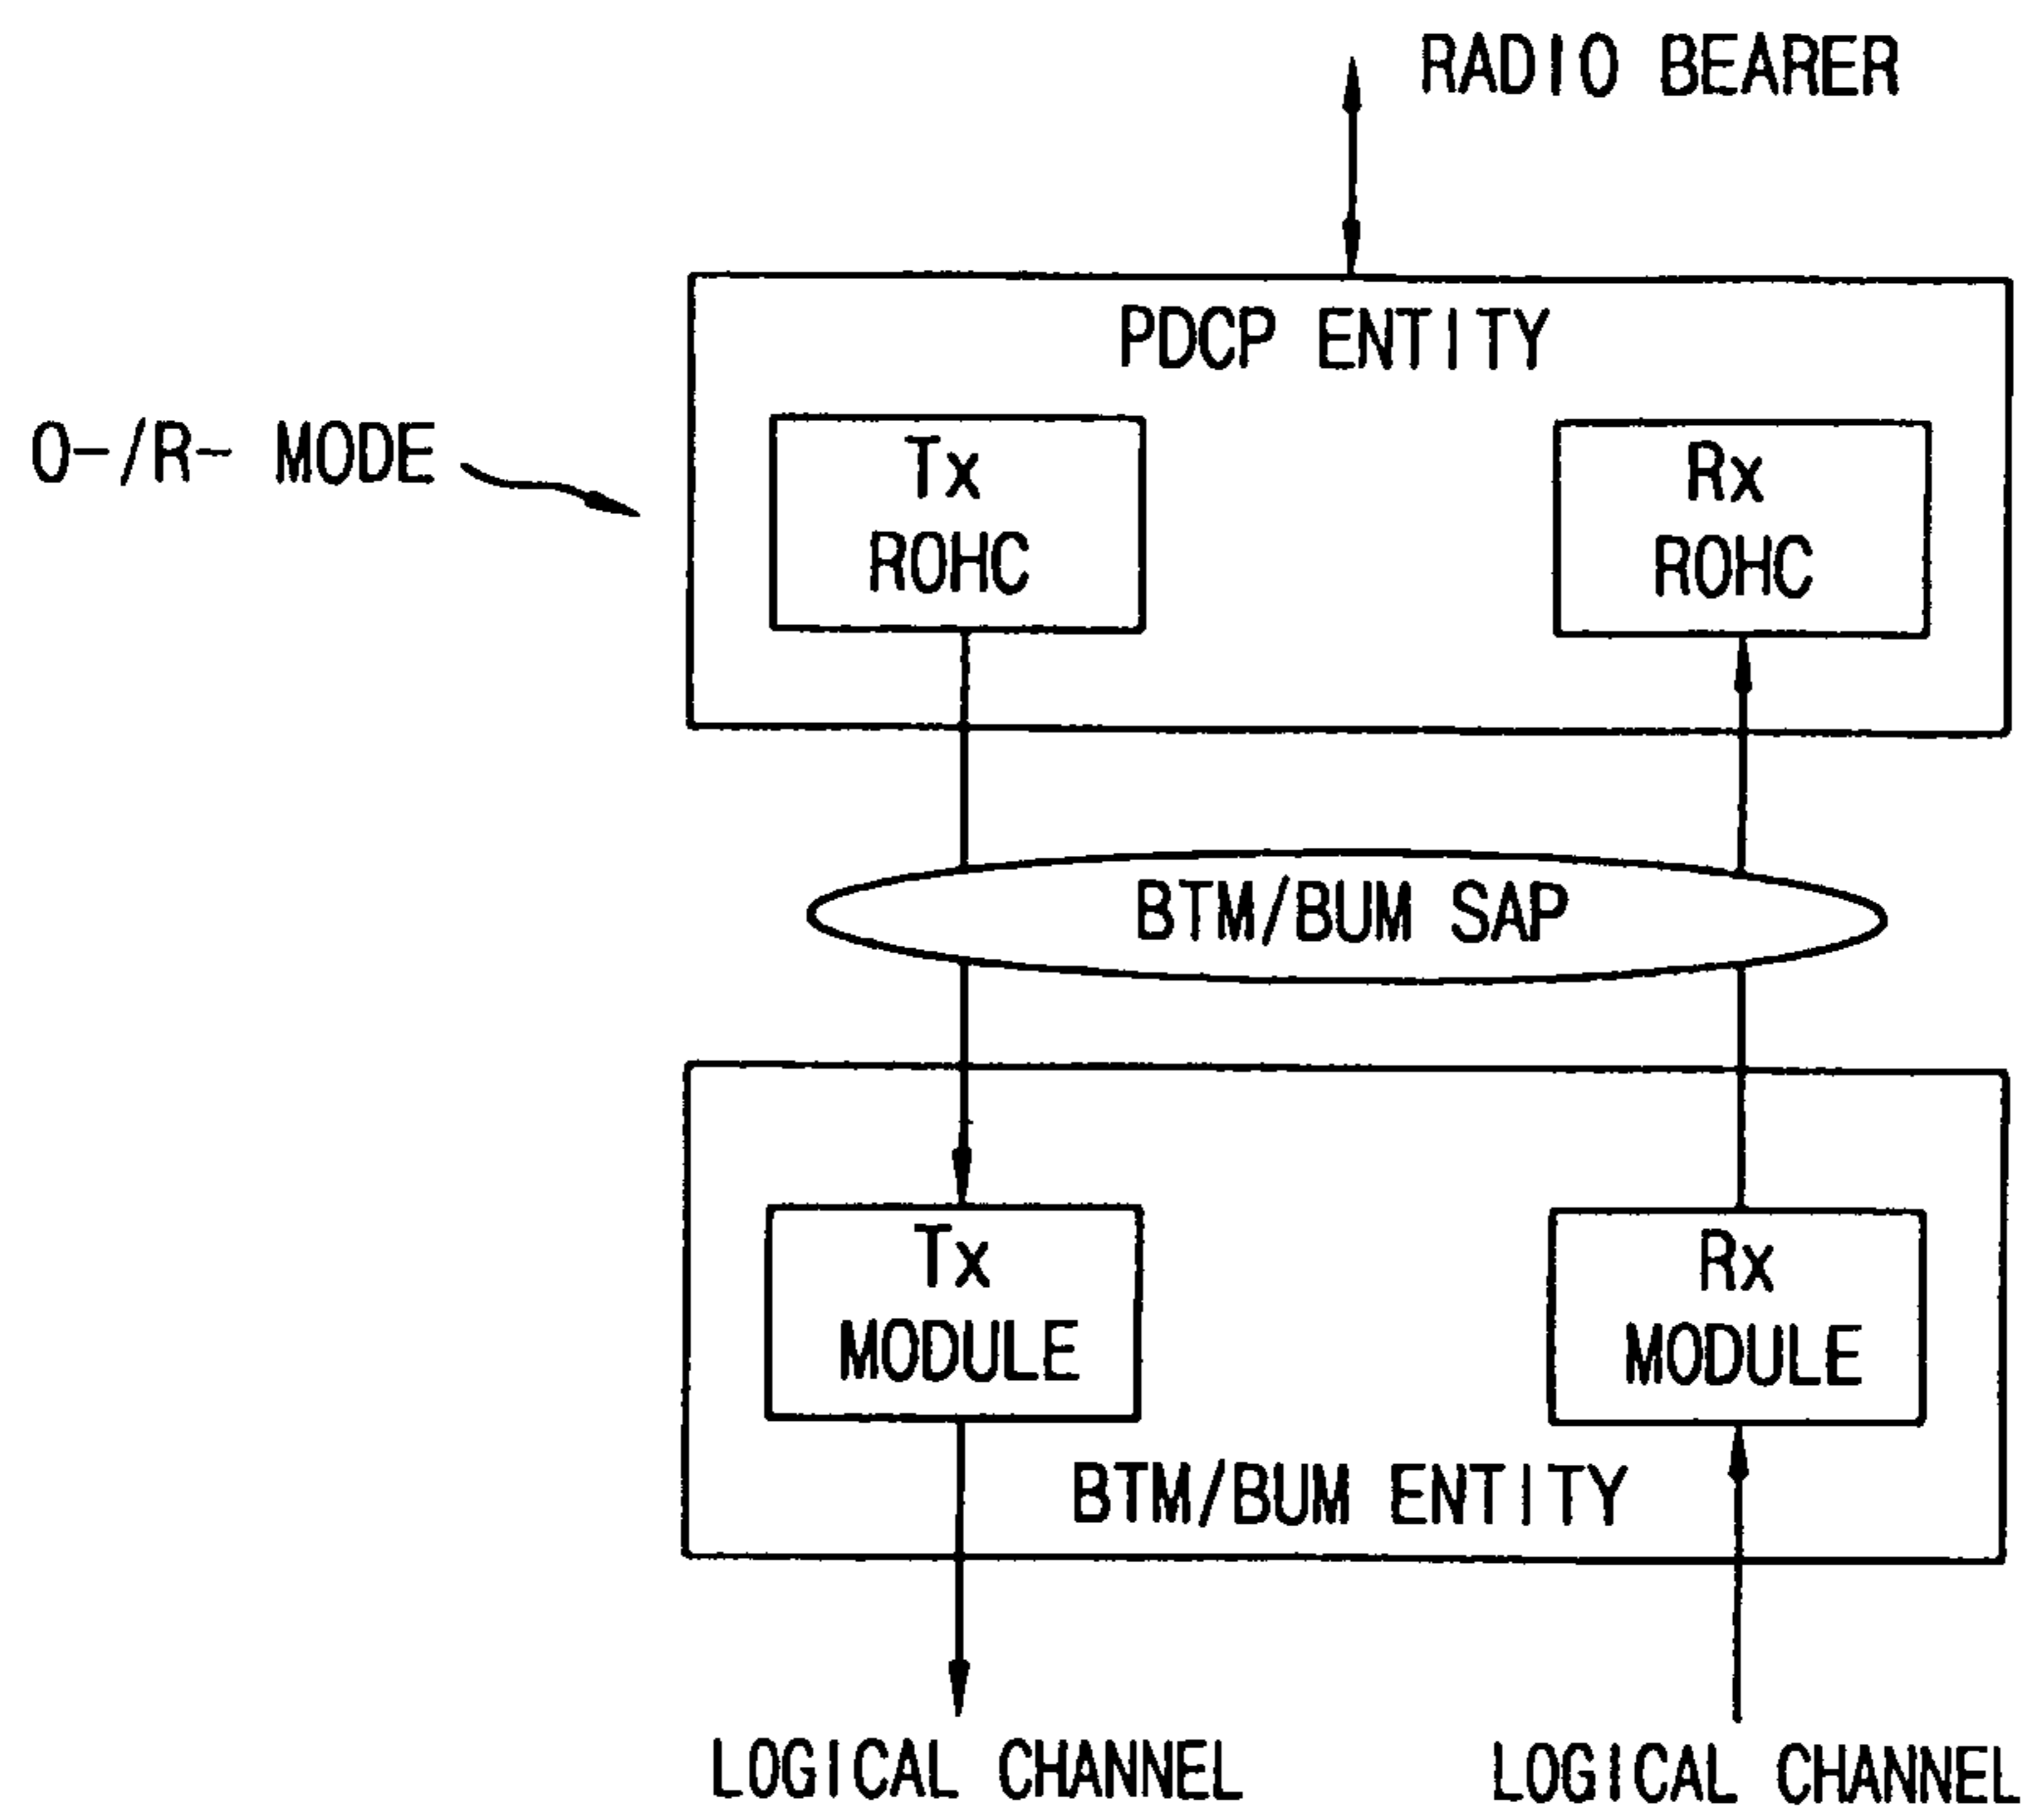 RADIO BEARER
PDCP ENTITY
O-/R- MODE
Tx
ROHC
Rx
ROHC
BTM/BUM SAP
Tx
MODULE
Rx
MODULE
BTM/BUM ENTITY
LOGICAL CHANNEL
LOGICAL CHANNEL